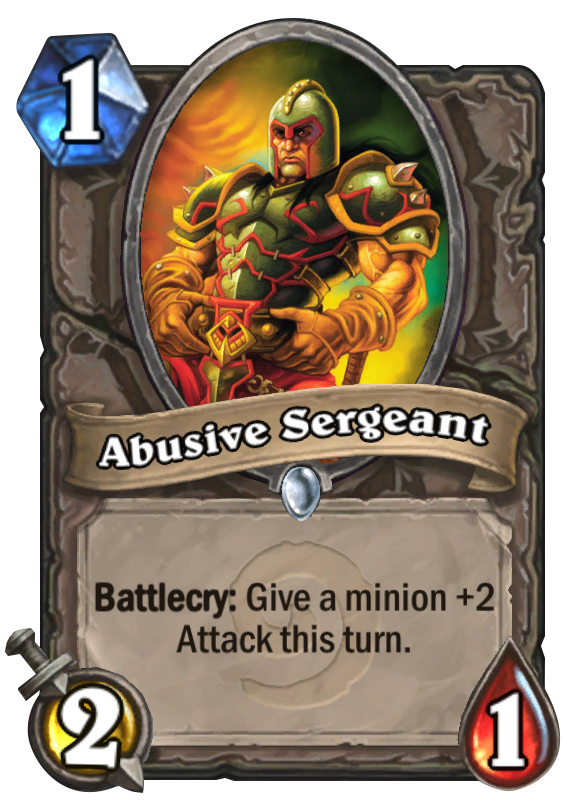 1
Abusive Sergeant
Battlecry: Give a minion +2
Attack this turn.
2
1